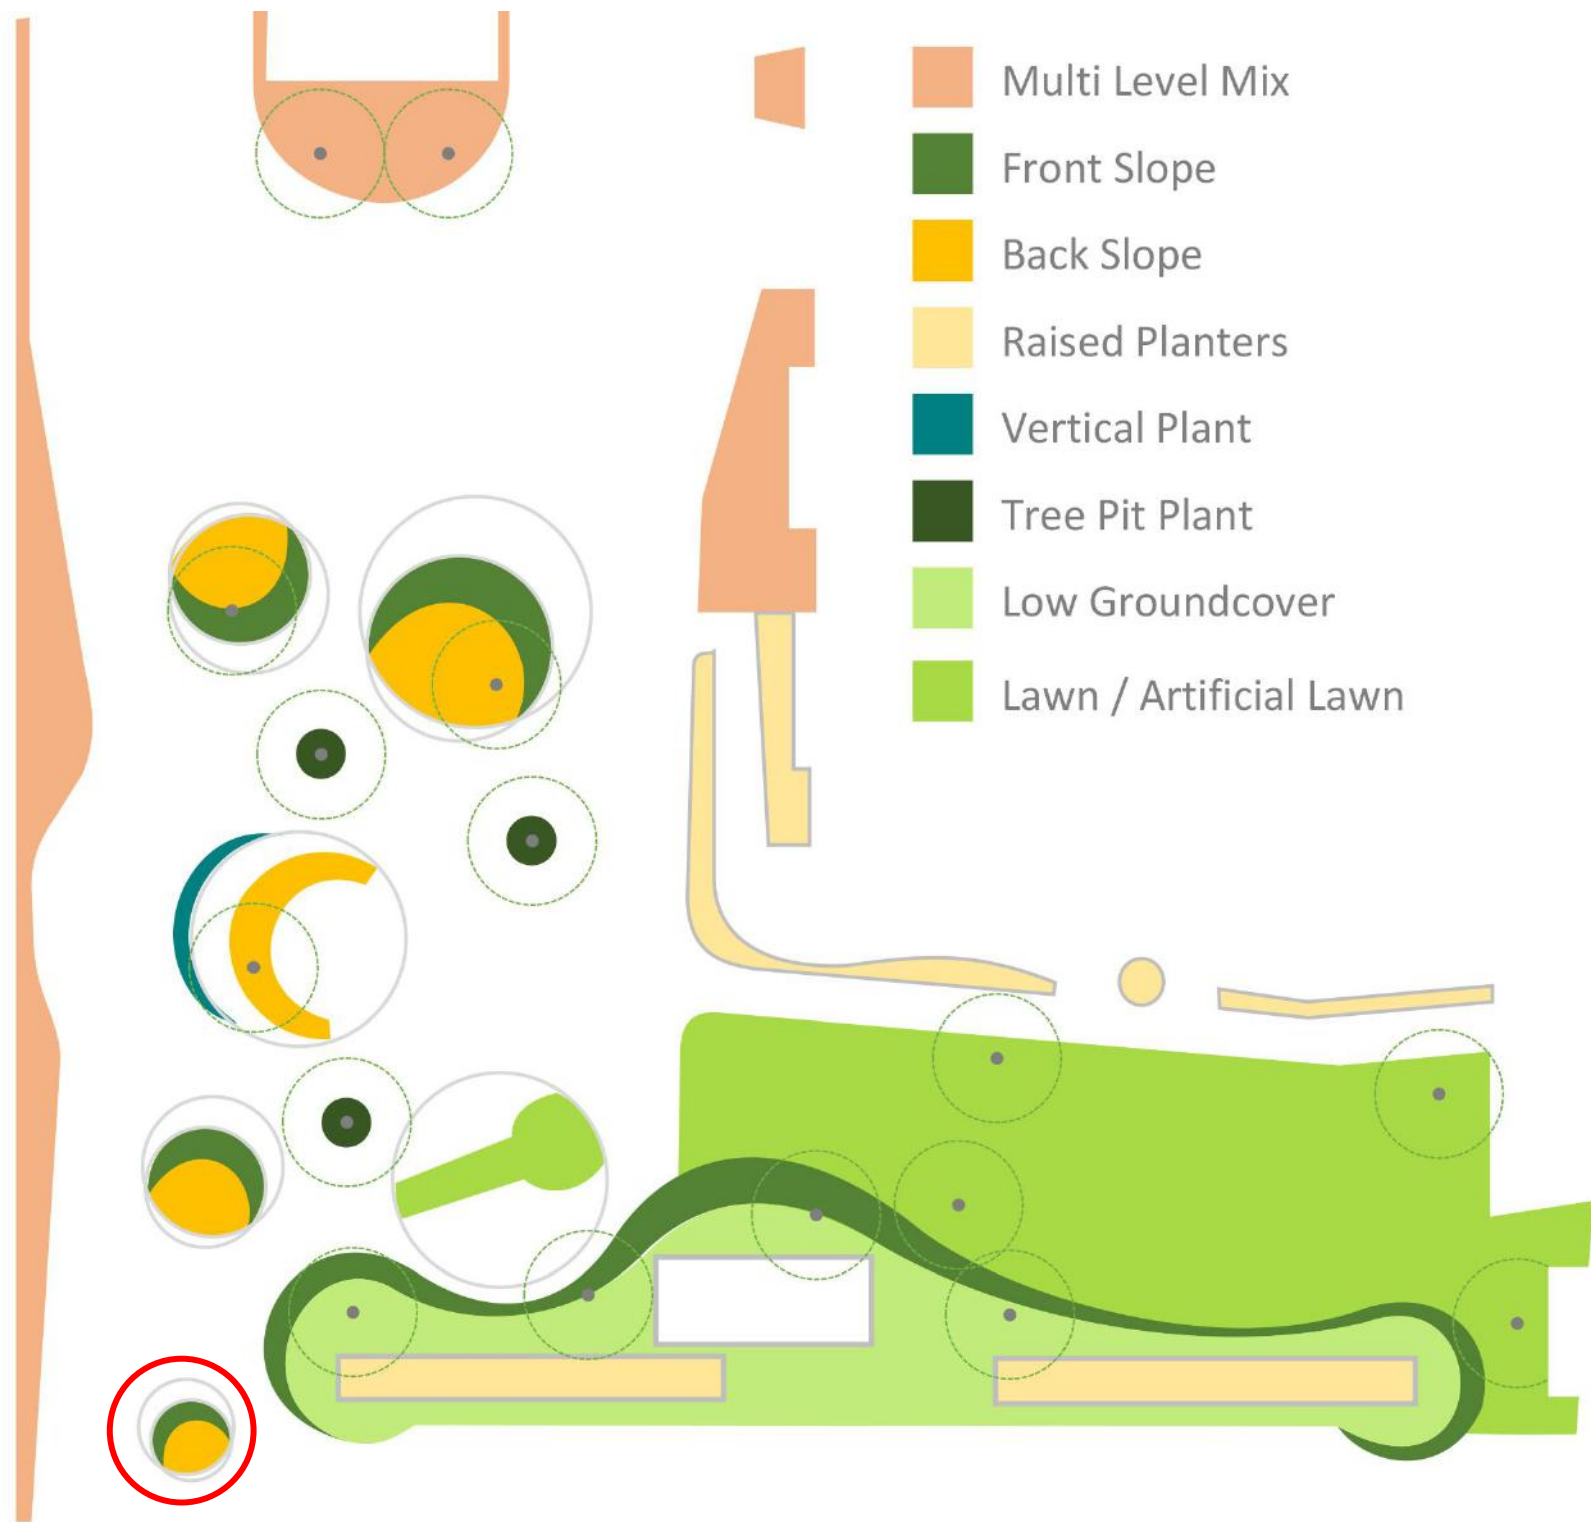 Multi Level Mix
Front Slope
Back Slope
Raised Planters
Vertical Plant
Tree Pit Plant
Low Groundcover
Lawn / Artificial Lawn